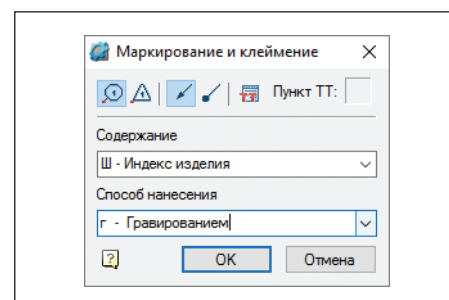 Маркирование и клеймение
Пункт ТТ:
Содержание
Ш - Индекс изделия
Способ нанесения
г - Гравированием
ОК
Отмена